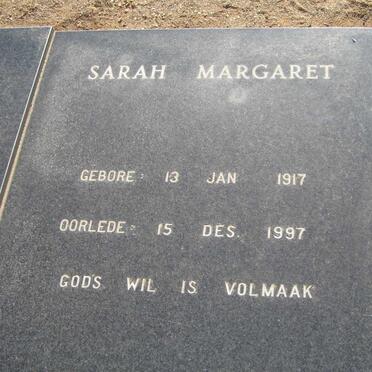 SARAH MARGARET
GEBORE: 13 JAN 1917
OORLEDE: 15 DES. 1997
GODS WIL IS VOLMAAK